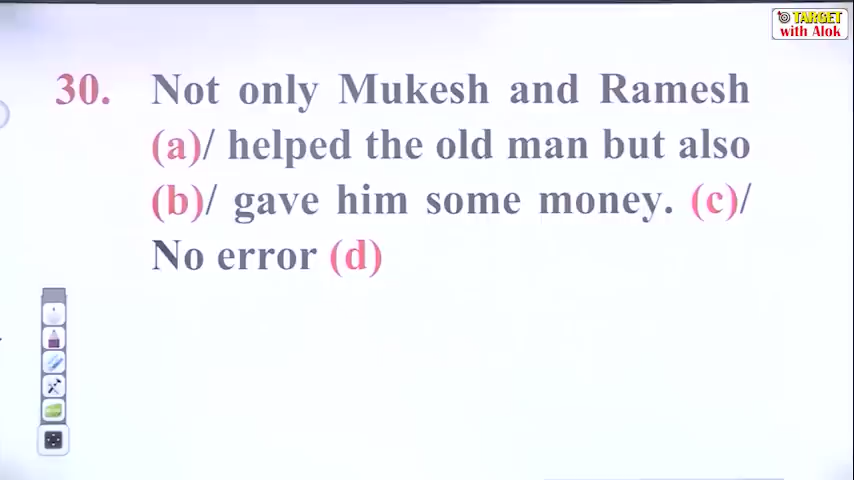 TARGET
with Alok
30. Not only Mukesh and Ramesh
(a)/ helped the old man but also
(b)/ gave him some money. (c)/
No error (d)